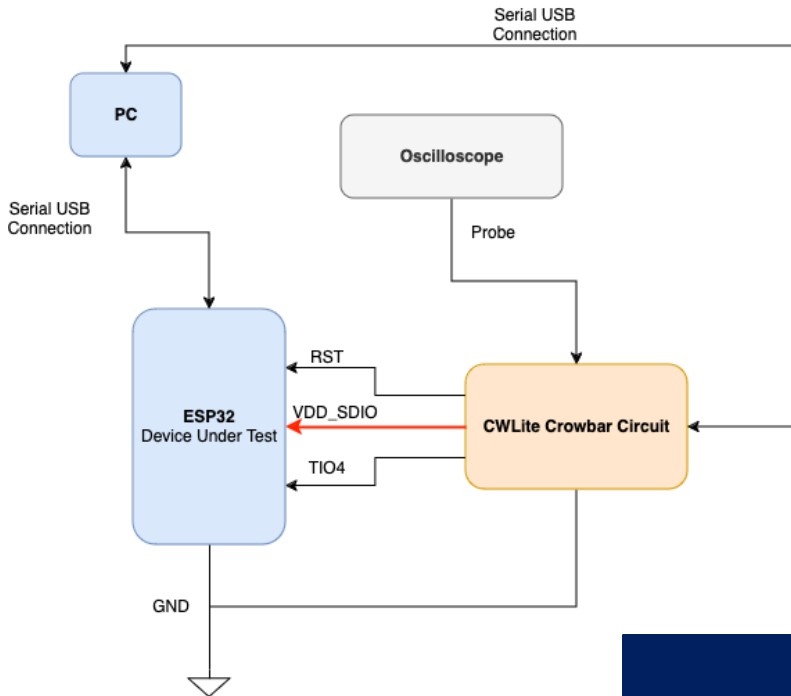 Serial USB
Connection
PC
Oscilloscope
Serial USB
Connection
Probe
RST
ESP32
Device Under Test
VDD_SDIO
CWLite Crowbar Circuit
TIO4
GND